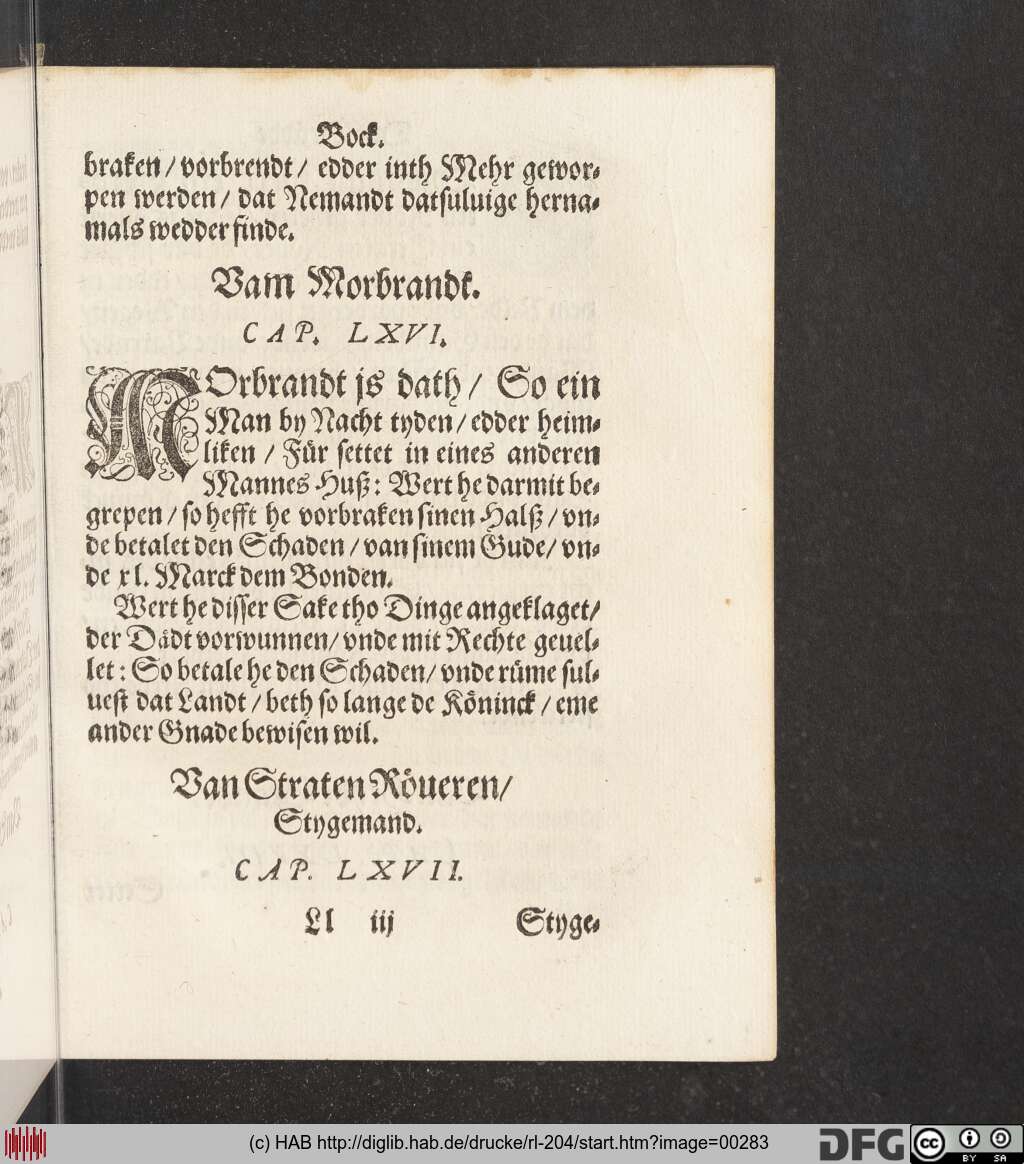 Bock.
braken / vorbrendt / edder inth Mehr gewor⸗
pen werden / dat Nemandt datsuluige herna⸗
mals wedder finde.
Vam Morbrandt.
CAP. LXVI.
MOrbrandt is dath / So ein
Man by Nacht tyden / edder heim⸗
liken / Für settet in eines anderen
Mannes Huß: Wert he darmit be⸗
grepen / so hefft he vorbraken sinen Halß / vn⸗
de betalet den Schaden / van sinem Gude / vn⸗
de xl. Marck dem Bonden.
Wert he disser Sake tho Dinge angeklaget /
der Dådt vorwunnen / vnde mit Rechte geuel⸗
let: So betale he den Schaden / vnde rüme sul⸗
uest dat Landt / beth so lange de Köninck / eme
ander Gnade bewisen wil.
Van Straten Röueren /
Stygemand.
CAP. LXVII.
Ll iij Styge⸗
(c) HAB http://diglib.hab.de/drucke/rl-204/start.htm?image=00283
DFG
cc BY SA